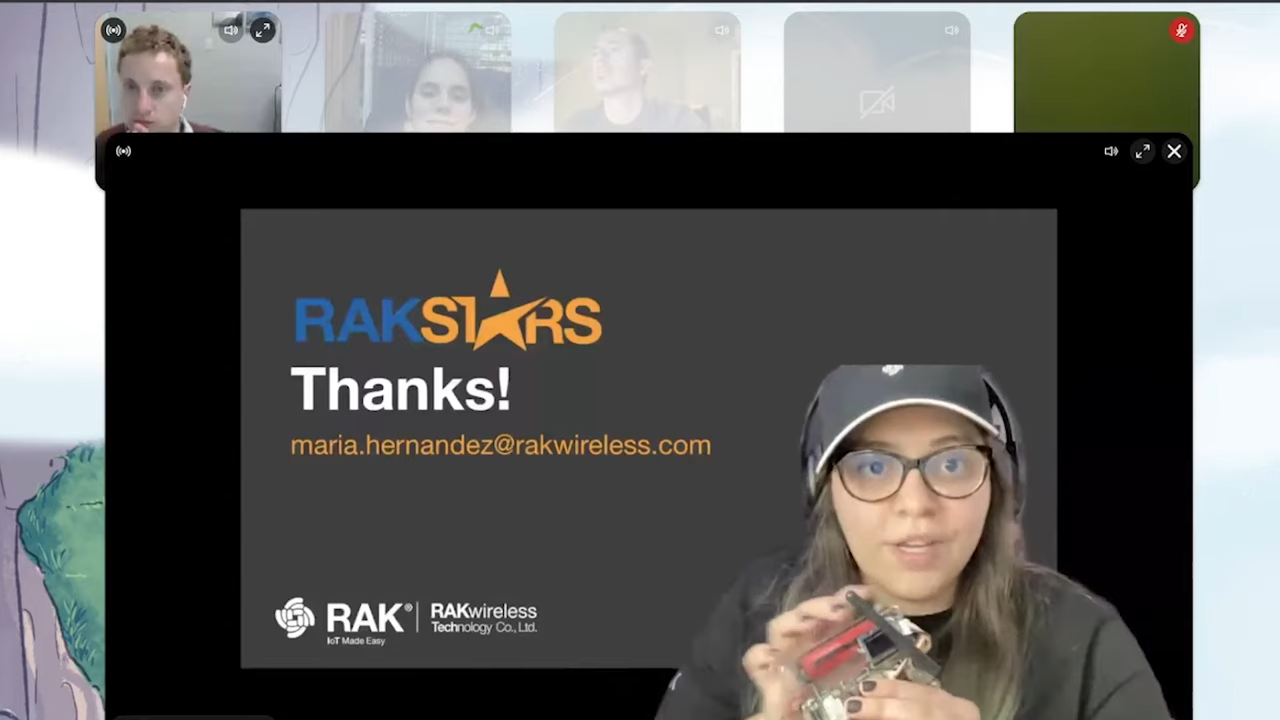 RAKSTARS
Thanks!
maria.hernandez@rakwireless.com
RAK® | RAKwireless
IoT Made Easy
Technology Co., Ltd.